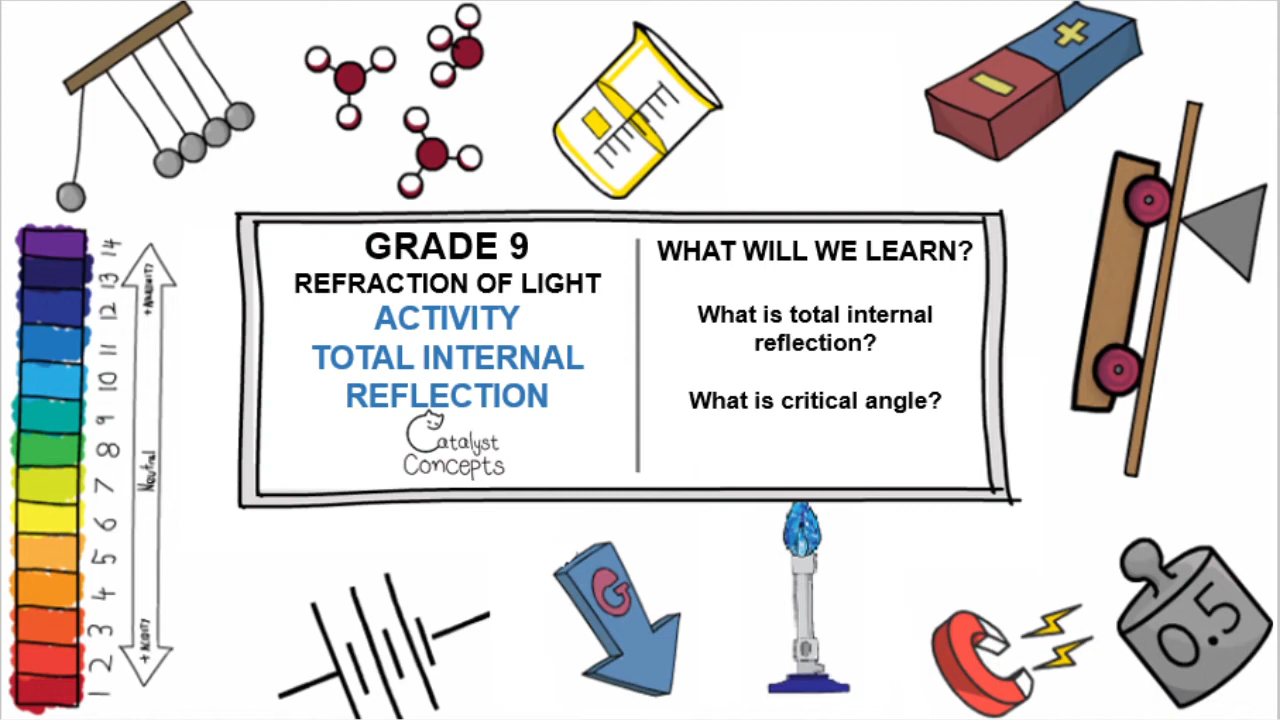 GRADE 9
REFRACTION OF LIGHT
ACTIVITY
TOTAL INTERNAL
REFLECTION
Catalyst
Concepts
WHAT WILL WE LEARN?
What is total internal
reflection?
What is critical angle?
14
13
12
11
10
9
8
7
6
5
4
3
2
1
Neutral
+ ACIDITY
G
0.5